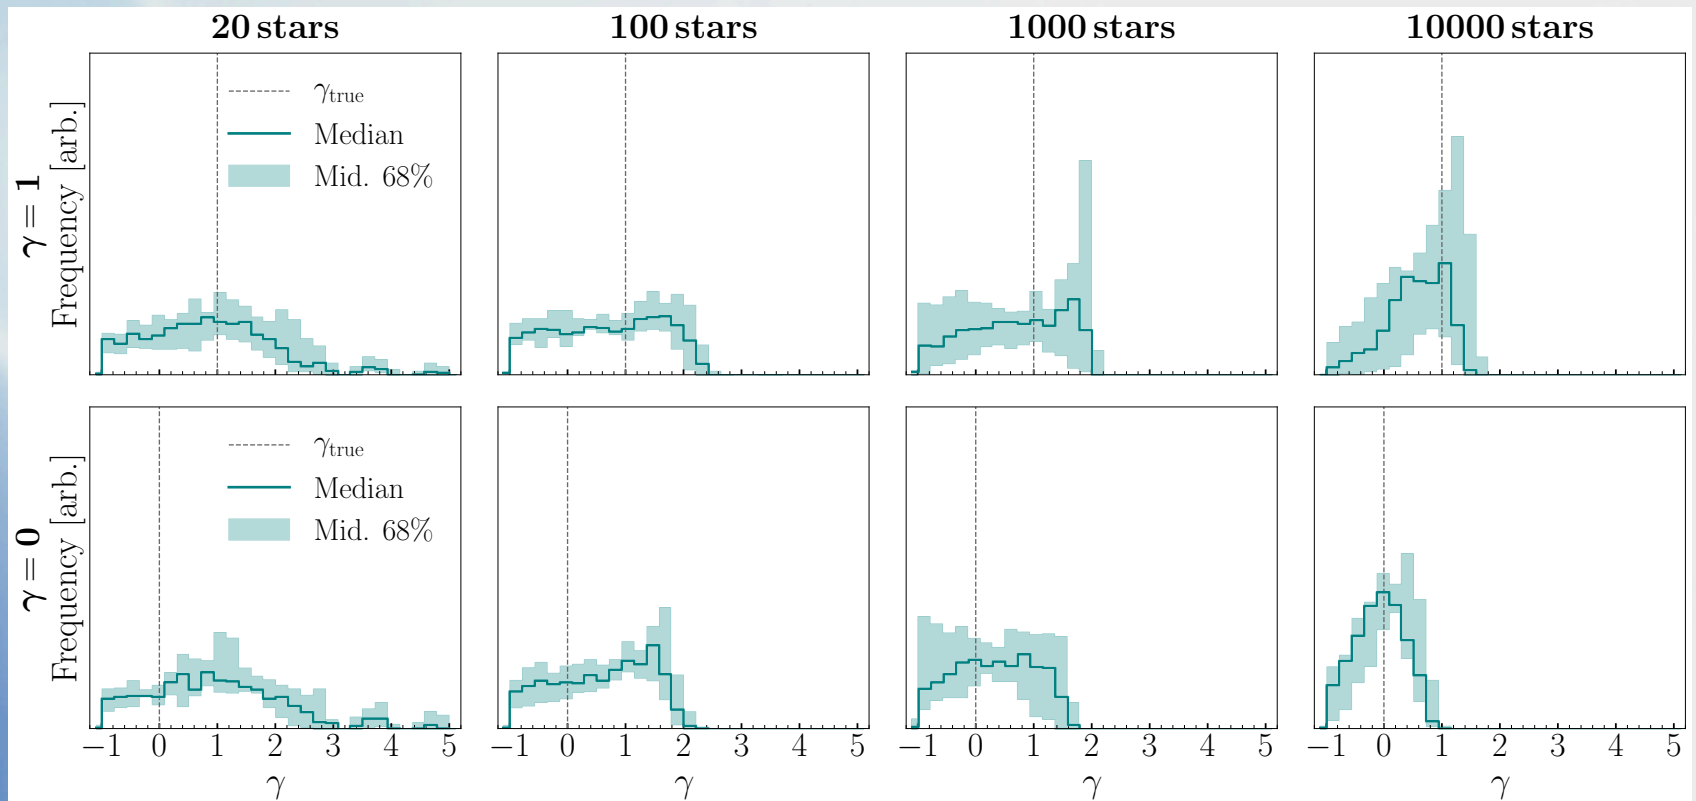 20 stars 100 stars 1000 stars 10000 stars
γ = 1
Frequency [arb.]
γtrue
Median
Mid. 68%
γ = 0
Frequency [arb.]
γtrue
Median
Mid. 68%
−1 0 1 2 3 4 5 −1 0 1 2 3 4 5 −1 0 1 2 3 4 5 −1 0 1 2 3 4 5
γ γ γ γ